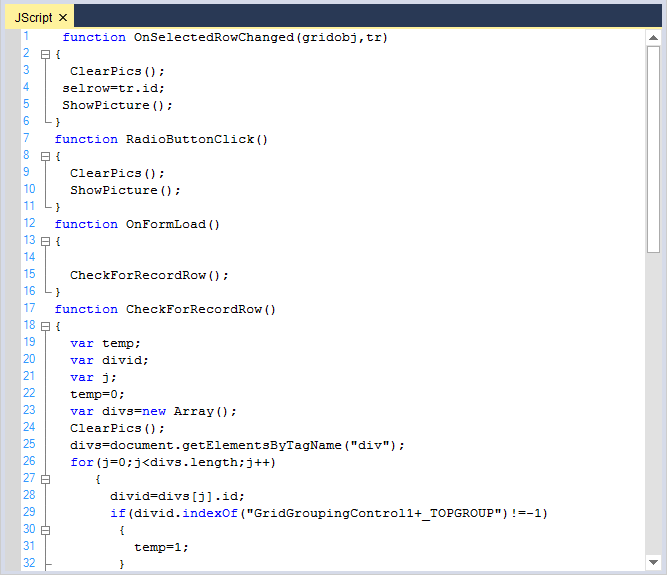 JScript ×
1 function OnSelectedRowChanged(gridobj,tr)
2 {
3 ClearPics();
4 selrow=tr.id;
5 ShowPicture();
6 }
7 function RadioButtonClick()
8 {
9 ClearPics();
10 ShowPicture();
11 }
12 function OnFormLoad()
13 {
14
15 CheckForRecordRow();
16 }
17 function CheckForRecordRow()
18 {
19 var temp;
20 var divid;
21 var j;
22 temp=0;
23 var divs=new Array();
24 ClearPics();
25 divs=document.getElementsByTagName("div");
26 for(j=0;j<divs.length;j++)
27 {
28 divid=divs[j].id;
29 if(divid.indexOf("GridGroupingControl1+_TOPGROUP")!=-1)
30 {
31 temp=1;
32 }